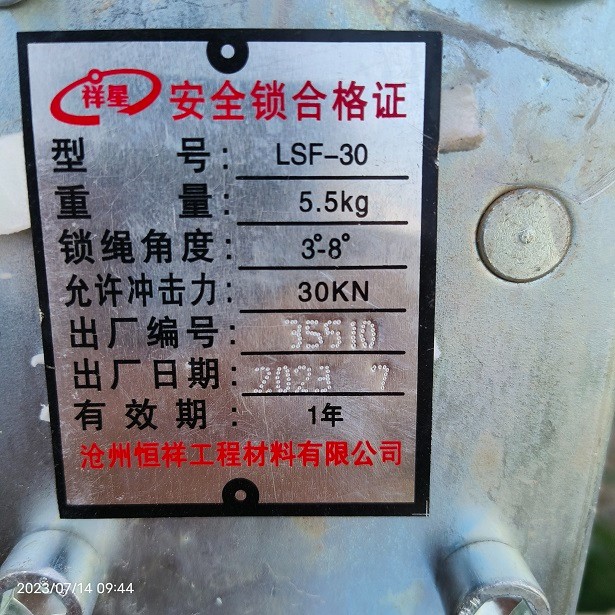 祥星 安全锁合格证
型 号: LSF-30
重 量: 5.5kg
锁绳角度: 3°-8°
允许冲击力: 30KN
出厂编号: 35510
出厂日期: 2023 7
有效期: 1年
沧州恒祥工程材料有限公司
2023/07/14 09:44